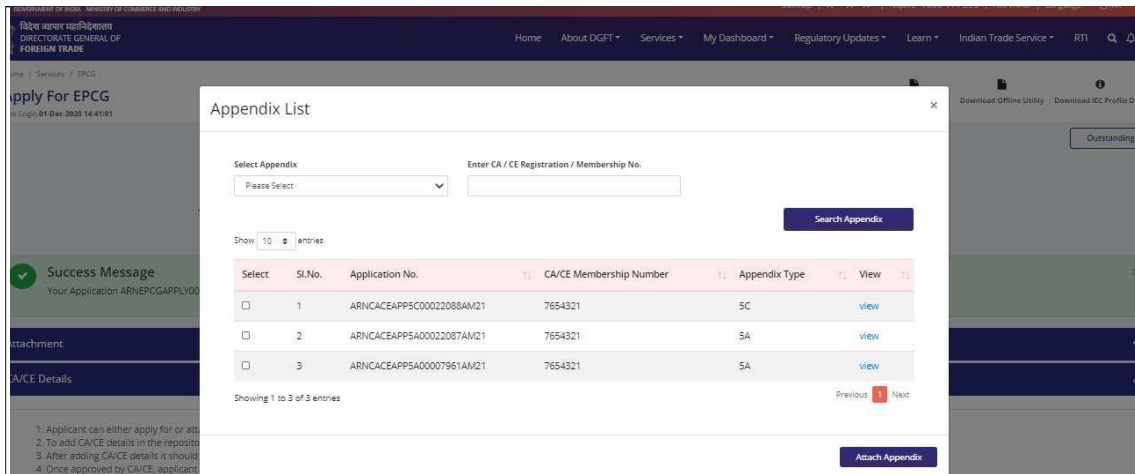 GOVERNMENT OF INDIA MINISTRY OF COMMERCE AND INDUSTRY
विदेश व्यापार महानिदेशालय
DIRECTORATE GENERAL OF
FOREIGN TRADE
Home About DGFT Services My Dashboard Regulatory Updates Learn Indian Trade Service RTI
/ Services / EPCG
pply For EPCG
Login 01-Dec-2020 14:41:01
Download Offline Utility Download IEC Profile
Outstanding
Appendix List ×
Select Appendix Enter CA / CE Registration / Membership No.
Please Select
Search Appendix
Show 10 entries
Select Sl.No. Application No. CA/CE Membership Number Appendix Type View
1 ARNCACEAPP5C00022088AM21 7654321 5C view
2 ARNCACEAPP5A00022087AM21 7654321 5A view
3 ARNCACEAPP5A00007961AM21 7654321 5A view
Showing 1 to 3 of 3 entries Previous 1 Next
Attach Appendix
Success Message
Your Application ARNEPCGAPPLY00
ttachment
CA/CE Details
1. Applicant can either apply for or att
2. To add CA/CE details in the reposito
3. After adding CA/CE details it should
4. Once approved by CA/CE, applicant